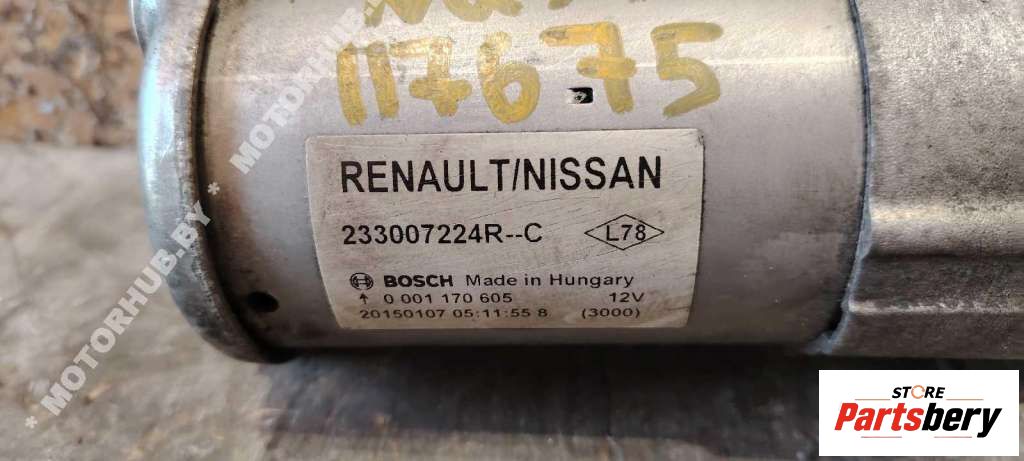 117675
RENAULT/NISSAN
233007224R--C L78
BOSCH Made in Hungary
↑ 0 001 170 605 12V
20150107 05:11:55 8 (3000)
* MOTORHUB.BY * MOTORHUB.BY *
STORE
Partsbery